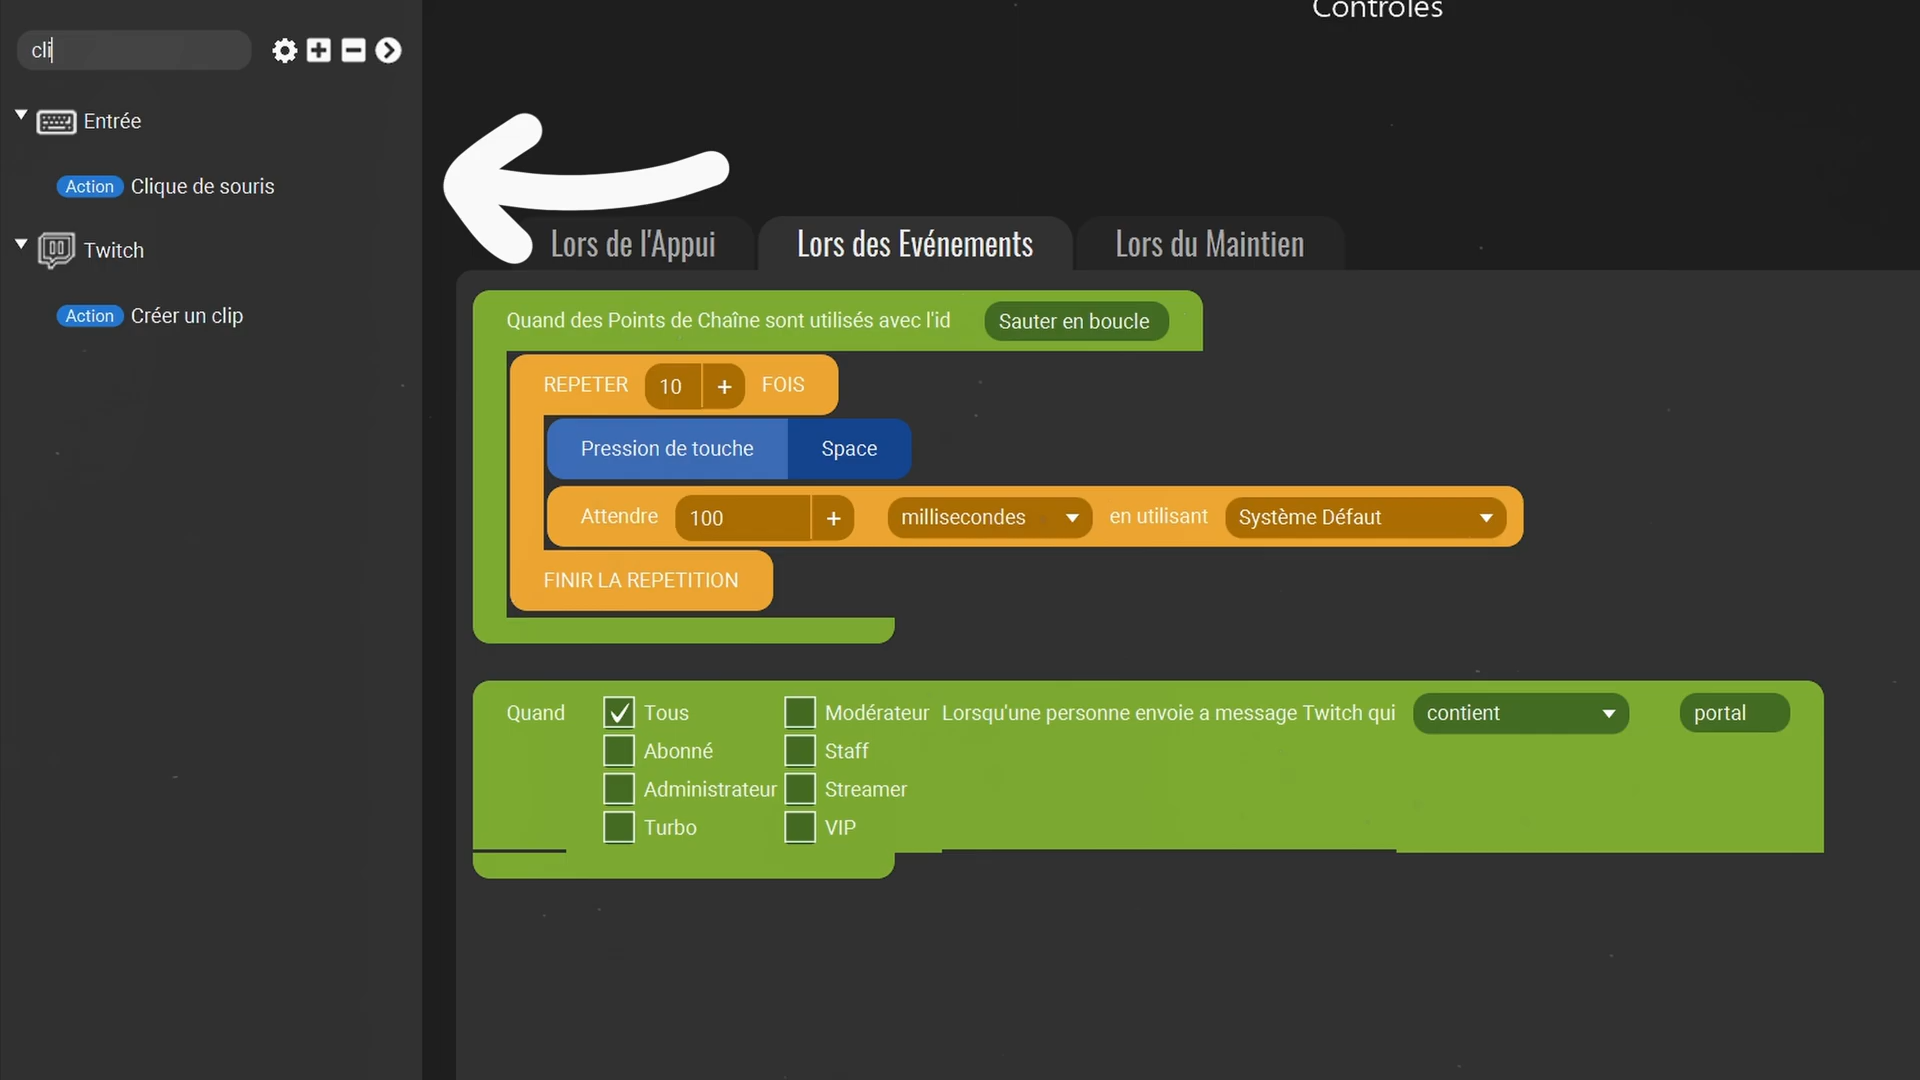 Contrôles
cli
Entrée
Action Clique de souris
Twitch
Action Créer un clip
Lors de l'Appui Lors des Evénements Lors du Maintien
Quand des Points de Chaîne sont utilisés avec l'id Sauter en boucle
REPETER 10 + FOIS
Pression de touche Space
Attendre 100 + millisecondes en utilisant Système Défaut
FINIR LA REPETITION
Quand Tous Modérateur Lorsqu'une personne envoie a message Twitch qui contient portal
Abonné Staff
Administrateur Streamer
Turbo VIP